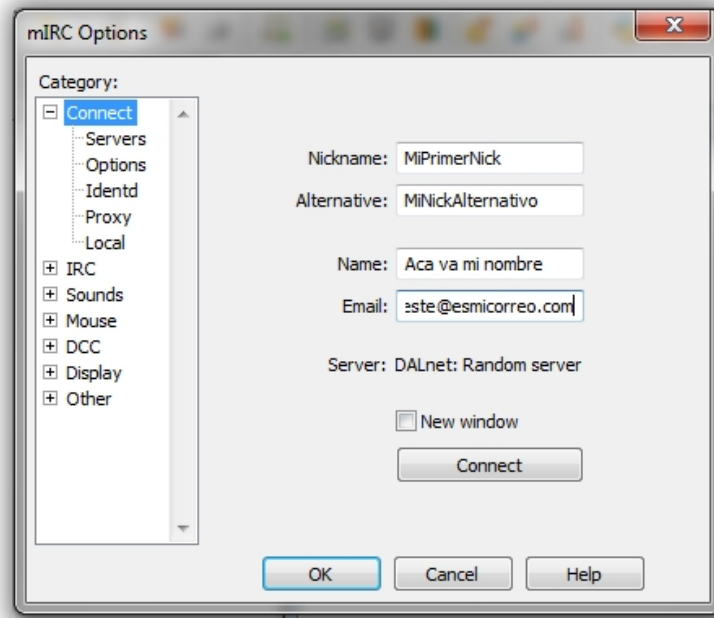 mIRC Options
Category:
Connect
Servers
Options
Identd
Proxy
Local
IRC
Sounds
Mouse
DCC
Display
Other
Nickname: MiPrimerNick
Alternative: MiNickAlternativo
Name: Aca va mi nombre
Email: este@esmicorreo.com
Server: DALnet: Random server
New window
Connect
OK Cancel Help